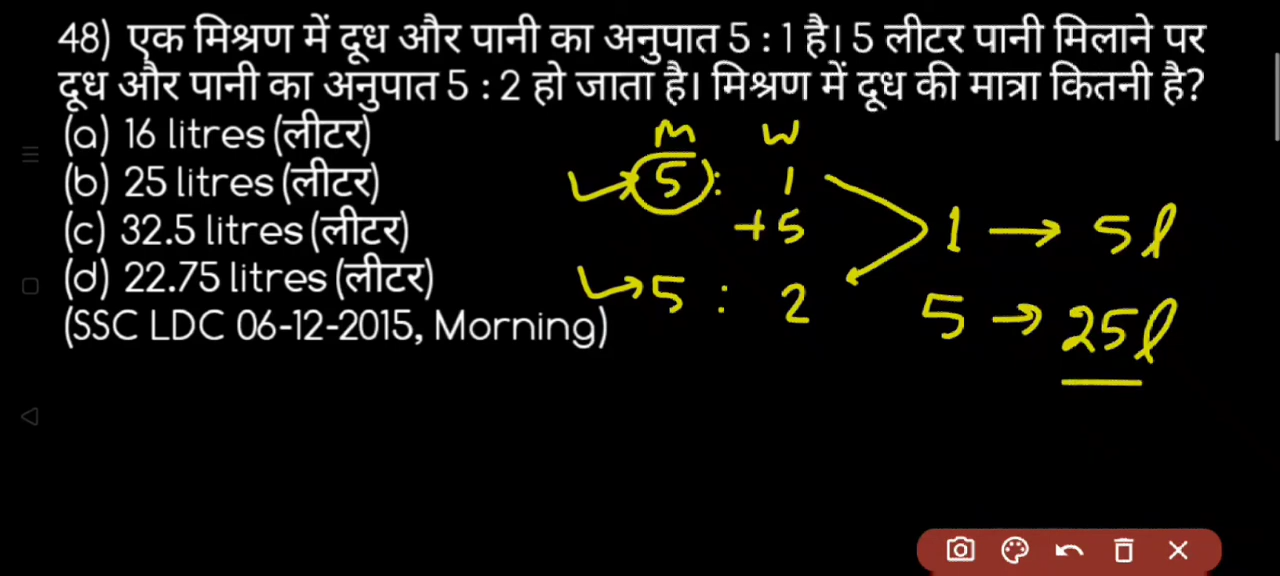 48) एक मिश्रण में दूध और पानी का अनुपात 5 : 1 है। 5 लीटर पानी मिलाने पर
दूध और पानी का अनुपात 5 : 2 हो जाता है। मिश्रण में दूध की मात्रा कितनी है?
(a) 16 litres (लीटर)
(b) 25 litres (लीटर)
(c) 32.5 litres (लीटर)
(d) 22.75 litres (लीटर)
(SSC LDC 06-12-2015, Morning)
M W
5 : 1
+5
5 : 2
1 → 5l
5 → 25l